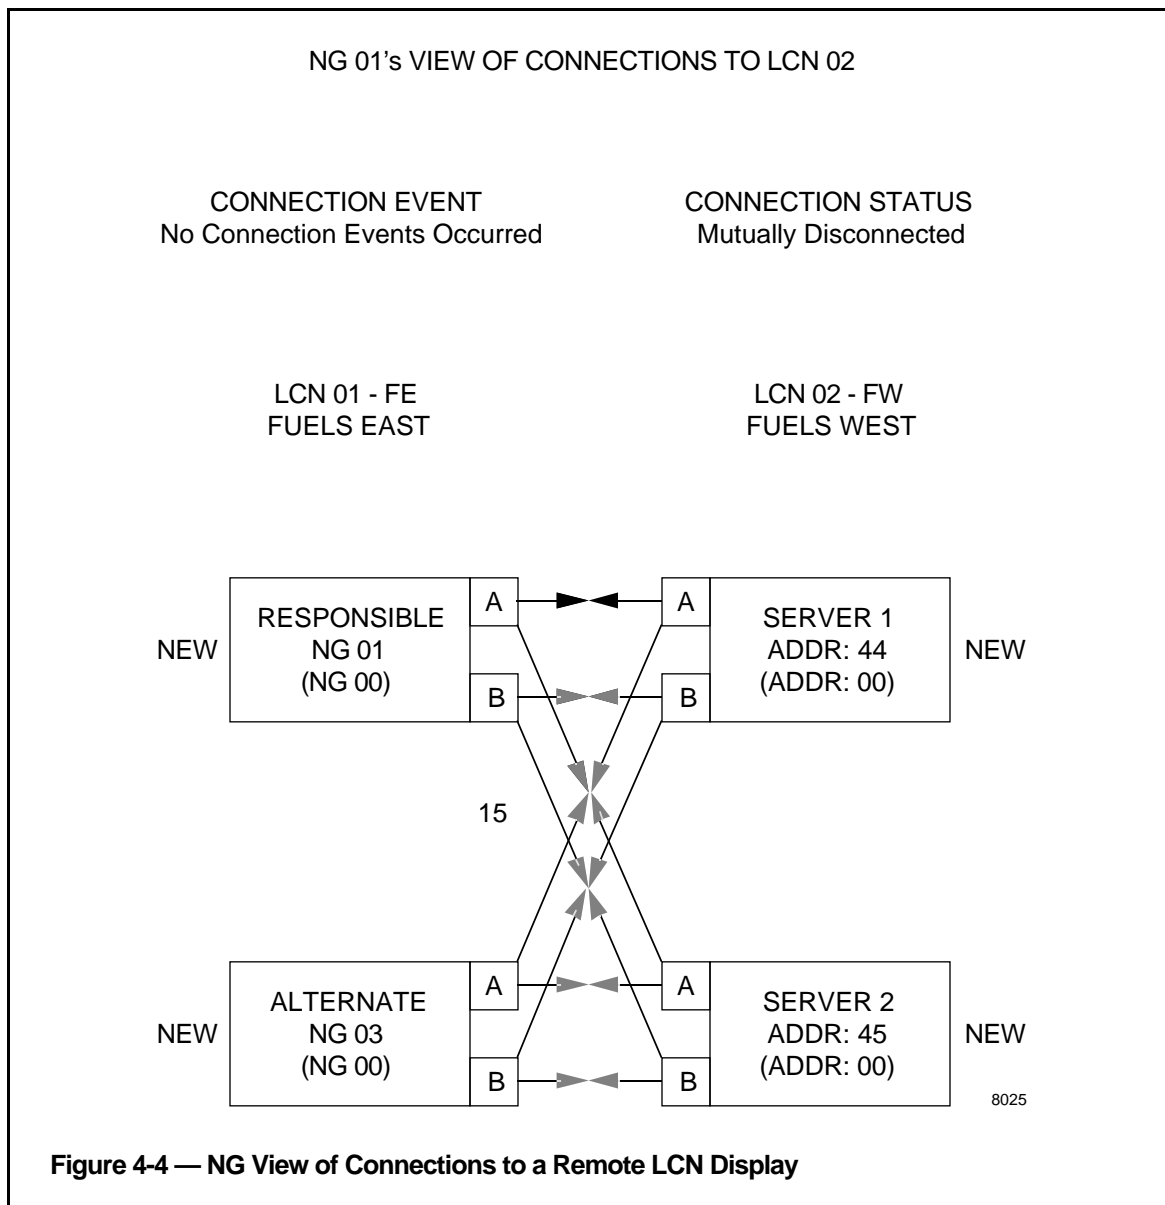 NG 01's VIEW OF CONNECTIONS TO LCN 02
CONNECTION EVENT
No Connection Events Occurred
CONNECTION STATUS
Mutually Disconnected
LCN 01 - FE
FUELS EAST
LCN 02 - FW
FUELS WEST
NEW
RESPONSIBLE
NG 01
(NG 00)
A
B
A
B
SERVER 1
ADDR: 44
(ADDR: 00)
NEW
15
NEW
ALTERNATE
NG 03
(NG 00)
A
B
A
B
SERVER 2
ADDR: 45
(ADDR: 00)
NEW
8025
Figure 4-4 — NG View of Connections to a Remote LCN Display